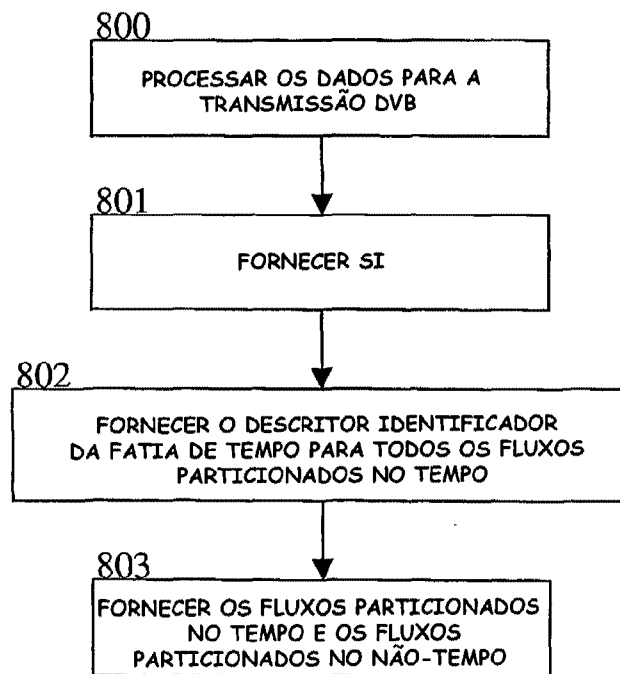 800
PROCESSAR OS DADOS PARA A
TRANSMISSÃO DVB
801
FORNECER SI
802
FORNECER O DESCRITOR IDENTIFICADOR
DA FATIA DE TEMPO PARA TODOS OS FLUXOS
PARTICIONADOS NO TEMPO
803
FORNECER OS FLUXOS PARTICIONADOS
NO TEMPO E OS FLUXOS
PARTICIONADOS NO NÃO-TEMPO